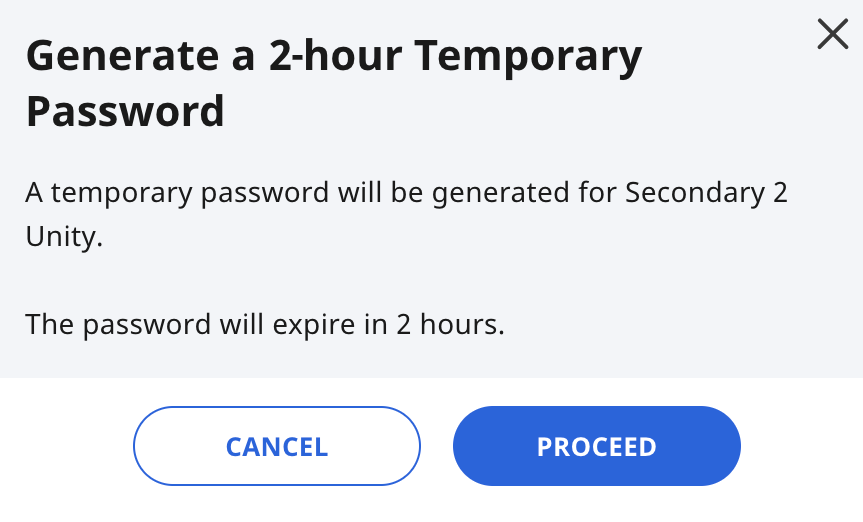 Generate a 2-hour Temporary
Password
A temporary password will be generated for Secondary 2
Unity.
The password will expire in 2 hours.
CANCEL
PROCEED